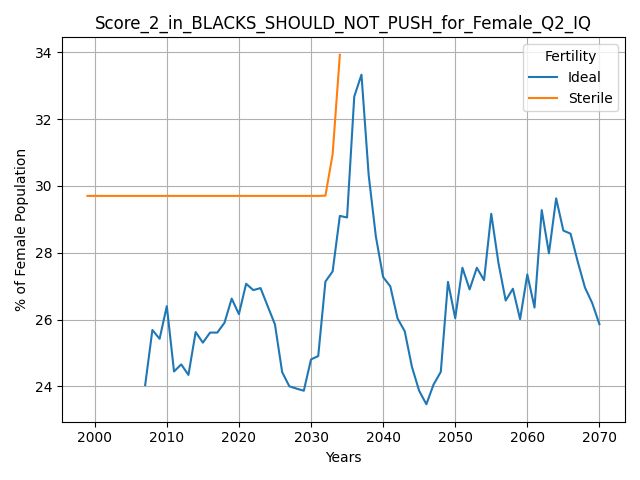 Score_2_in_BLACKS_SHOULD_NOT_PUSH_for_Female_Q2_IQ
Fertility
Ideal
Sterile
% of Female Population
34
32
30
28
26
24
2000 2010 2020 2030 2040 2050 2060 2070
Years